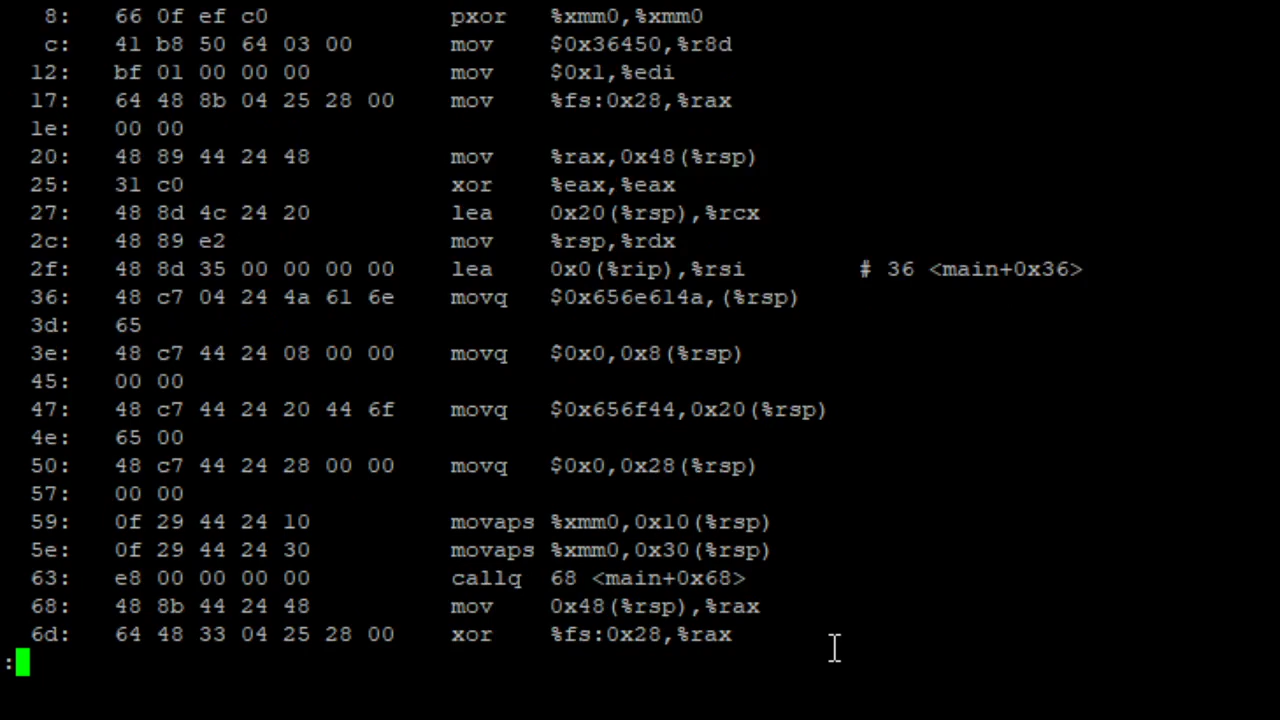 8: 66 0f ef c0 pxor %xmm0,%xmm0
c: 41 b8 50 64 03 00 mov $0x36450,%r8d
12: bf 01 00 00 00 mov $0x1,%edi
17: 64 48 8b 04 25 28 00 mov %fs:0x28,%rax
1e: 00 00
20: 48 89 44 24 48 mov %rax,0x48(%rsp)
25: 31 c0 xor %eax,%eax
27: 48 8d 4c 24 20 lea 0x20(%rsp),%rcx
2c: 48 89 e2 mov %rsp,%rdx
2f: 48 8d 35 00 00 00 00 lea 0x0(%rip),%rsi # 36 <main+0x36>
36: 48 c7 04 24 4a 61 6e movq $0x656e614a,(%rsp)
3d: 65
3e: 48 c7 44 24 08 00 00 movq $0x0,0x8(%rsp)
45: 00 00
47: 48 c7 44 24 20 44 6f movq $0x656f44,0x20(%rsp)
4e: 65 00
50: 48 c7 44 24 28 00 00 movq $0x0,0x28(%rsp)
57: 00 00
59: 0f 29 44 24 10 movaps %xmm0,0x10(%rsp)
5e: 0f 29 44 24 30 movaps %xmm0,0x30(%rsp)
63: e8 00 00 00 00 callq 68 <main+0x68>
68: 48 8b 44 24 48 mov 0x48(%rsp),%rax
6d: 64 48 33 04 25 28 00 xor %fs:0x28,%rax
: